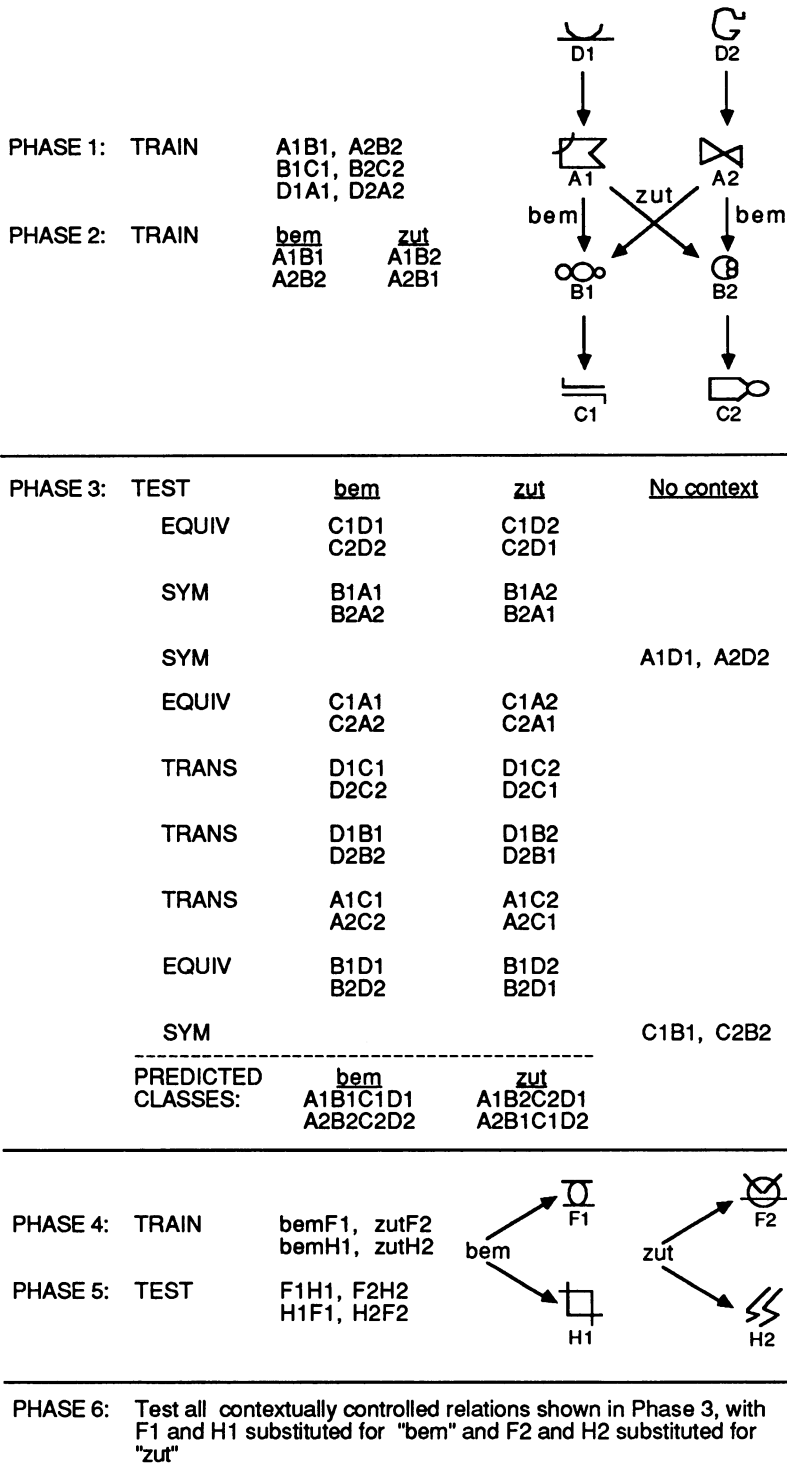 D1 D2
PHASE 1: TRAIN A1B1, A2B2
B1C1, B2C2
D1A1, D2A2
A1 A2
zut
bem bem
PHASE 2: TRAIN bem zut
A1B1 A1B2
A2B2 A2B1
B1 B2
C1 C2
PHASE 3: TEST bem zut No context
EQUIV C1D1 C1D2
C2D2 C2D1
SYM B1A1 B1A2
B2A2 B2A1
SYM A1D1, A2D2
EQUIV C1A1 C1A2
C2A2 C2A1
TRANS D1C1 D1C2
D2C2 D2C1
TRANS D1B1 D1B2
D2B2 D2B1
TRANS A1C1 A1C2
A2C2 A2C1
EQUIV B1D1 B1D2
B2D2 B2D1
SYM C1B1, C2B2
PREDICTED bem zut
CLASSES: A1B1C1D1 A1B2C2D1
A2B2C2D2 A2B1C1D2
F1 F2
PHASE 4: TRAIN bemF1, zutF2
bemH1, zutH2 bem zut
PHASE 5: TEST F1H1, F2H2
H1F1, H2F2
H1 H2
PHASE 6: Test all contextually controlled relations shown in Phase 3, with
F1 and H1 substituted for "bem" and F2 and H2 substituted for
"zut"